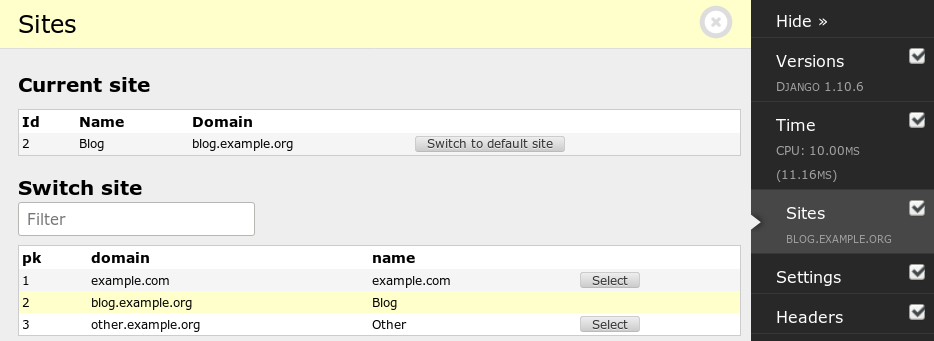 Sites
Current site
Id Name Domain
2 Blog blog.example.org Switch to default site
Switch site
Filter
pk domain name
1 example.com example.com Select
2 blog.example.org Blog
3 other.example.org Other Select
Hide »
Versions
DJANGO 1.10.6
Time
CPU: 10.00MS
(11.16MS)
Sites
BLOG.EXAMPLE.ORG
Settings
Headers